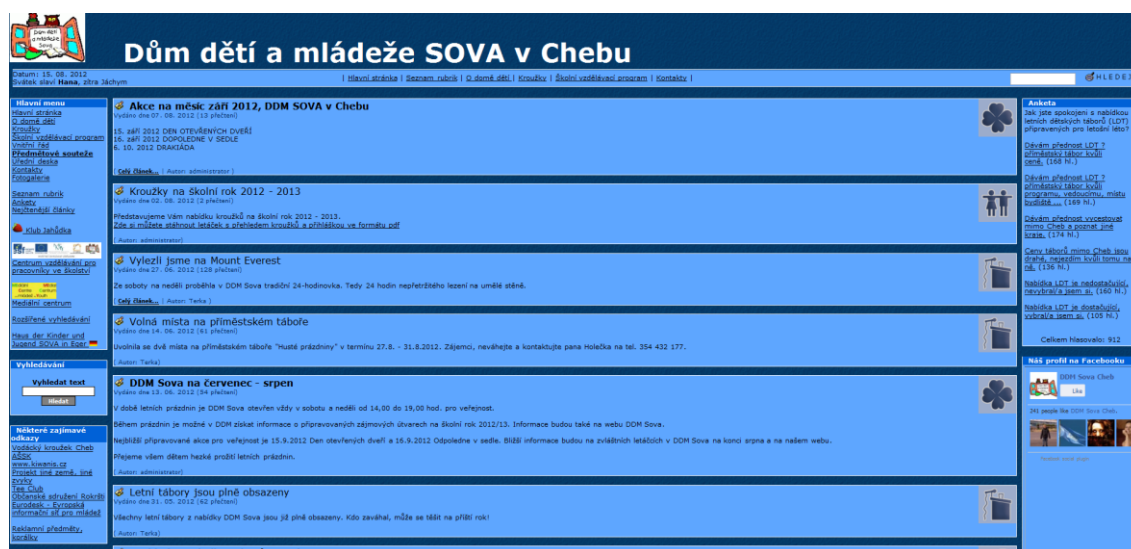 Dům dětí
a mládeže
Sova
Dům dětí a mládeže SOVA v Chebu
Datum: 15. 08. 2012
Svátek slaví Hana, zítra Jáchym
| Hlavní stránka | Seznam rubrik | O domě dětí | Kroužky | Školní vzdělávací program | Kontakty |
HLEDEJ
Hlavní menu
Hlavní stránka
O domě dětí
Kroužky
Školní vzdělávací program
Vnitřní řád
Předmětové souteže
Úřední deska
Kontakty
Fotogalerie
Seznam rubrik
Ankety
Nejčtenější články
Klub Jahůdka
Centrum vzdělávání pro
pracovníky ve školství
Mediální centrum
Rozšířené vyhledávání
Haus der Kinder und
Jugend SOVA in Eger
Vyhledávání
Vyhledat text
Hledat
Některé zajímavé
odkazy
Vodácký kroužek Cheb
AŠSK
www.kiwanis.cz
Projekt jiné země, jiné
zvyky
Tee Club
Občanské sdružení Rokršti
Eurodesk - Evropská
informační síť pro mládež
Reklamní předměty,
korálky
Akce na měsíc září 2012, DDM SOVA v Chebu
Vydáno dne 07. 08. 2012 [13 přečtení]
15. září 2012 DEN OTEVŘENÝCH DVEŘÍ
16. září 2012 DOPOLEDNE V SEDLE
6. 10. 2012 DRAKIÁDA
[ Celý článek... | Autor: administrator ]
Kroužky na školní rok 2012 - 2013
Vydáno dne 02. 08. 2012 [2 přečtení]
Představujeme Vám nabídku kroužků na školní rok 2012 - 2013.
Zde si můžete stáhnout letáček s přehledem kroužků a přihláškou ve formátu pdf
[ Autor: administrator]
Vylezli jsme na Mount Everest
Vydáno dne 27. 06. 2012 [128 přečtení]
Ze soboty na neděli proběhla v DDM Sova tradiční 24-hodinovka. Tedy 24 hodin nepřetržitého lezení na umělé stěně.
[ Celý článek... | Autor: Terka ]
Volná místa na příměstském táboře
Vydáno dne 14. 06. 2012 [61 přečtení]
Uvolnila se dvě místa na příměstském táboře "Husté prázdniny" v termínu 27.8. - 31.8.2012. Zájemci, neváhejte a kontaktujte pana Holečka na tel. 354 432 177.
[ Autor: Terka]
DDM Sova na červenec - srpen
Vydáno dne 13. 06. 2012 [54 přečtení]
V době letních prázdnin je DDM Sova otevřen vždy v sobotu a neděli od 14,00 do 19,00 hod. pro veřejnost.
Během prázdnin je možné v DDM získat informace o připravovaných zájmových útvarech na školní rok 2012/13. Informace budou také na webu DDM Sova.
Nejbližší připravované akce pro veřejnost je 15.9.2012 Den otevřených dveří a 16.9.2012 Odpoledne v sedle. Bližší informace budou na zvláštních letáčcích v DDM Sova na konci srpna a na našem webu.
Přejeme všem dětem hezké prožití letních prázdnin.
[ Autor: administrator]
Letní tábory jsou plně obsazeny
Vydáno dne 31. 05. 2012 [62 přečtení]
Všechny letní tábory z nabídky DDM Sova jsou již plně obsazeny. Kdo zaváhal, může se těšit na příští rok!
[ Autor: Terka]
Anketa
Jak jste spokojeni s nabídkou
letních dětských táborů (LDT)
připravených pro letošní léto?
Dávám přednost LDT ?
příměstský tábor kvůli
ceně. (168 hl.)
Dávám přednost LDT ?
příměstský tábor kvůli
programu, vedoucímu, místu
bydliště ... (169 hl.)
Dávám přednost vycestovat
mimo Cheb a poznat jiné
kraje. (174 hl.)
Ceny táborů mimo Cheb jsou
drahé, nejezdím kvůli tomu na
ně. (136 hl.)
Nabídka LDT je nedostačující,
nevybral/a jsem si. (160 hl.)
Nabídka LDT je dostačující,
vybral/a jsem si. (105 hl.)
Celkem hlasovalo: 912
Náš profil na Facebooku
DDM Sova Cheb
Like
241 people like DDM Sova Cheb.
Facebook social plugin